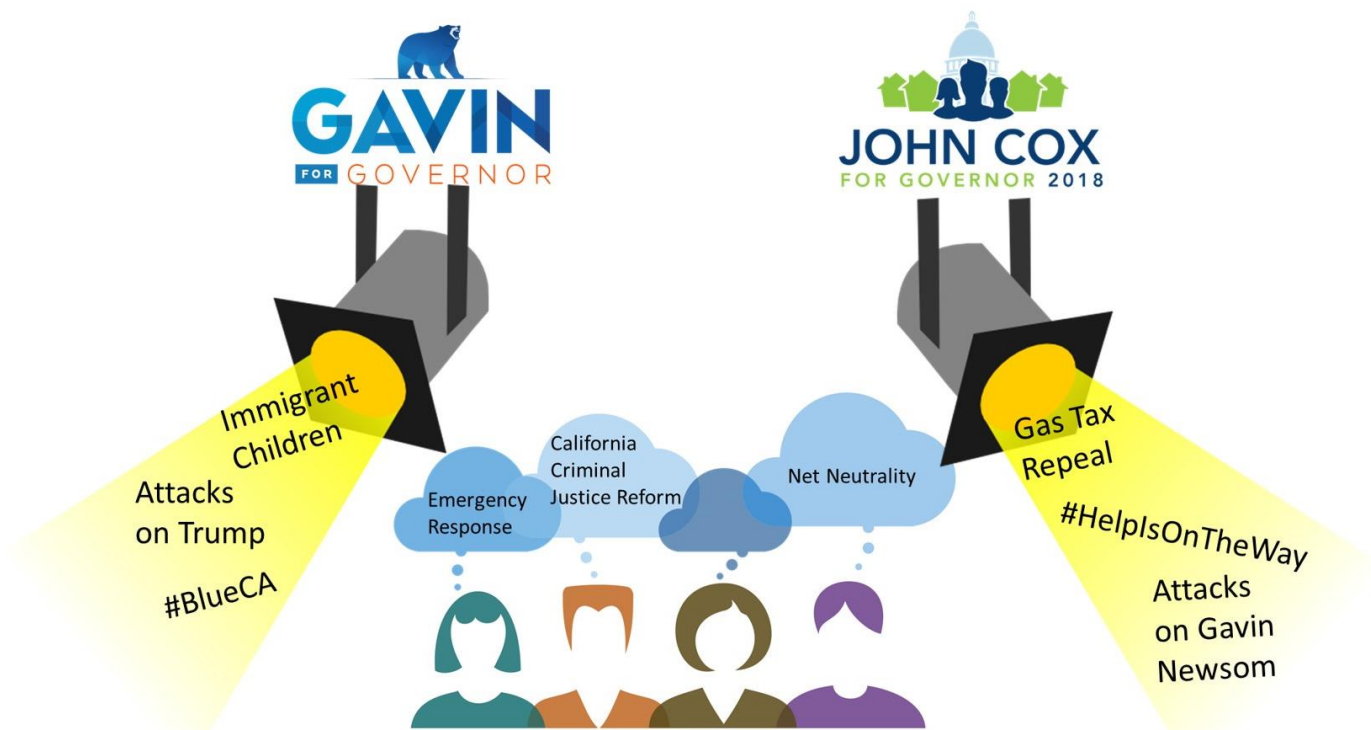 GAVIN
FOR GOVERNOR
JOHN COX
FOR GOVERNOR 2018
Immigrant
Children
Attacks
on Trump
#BlueCA
Emergency
Response
California
Criminal
Justice Reform
Net Neutrality
Gas Tax
Repeal
#HelpIsOnTheWay
Attacks
on Gavin
Newsom